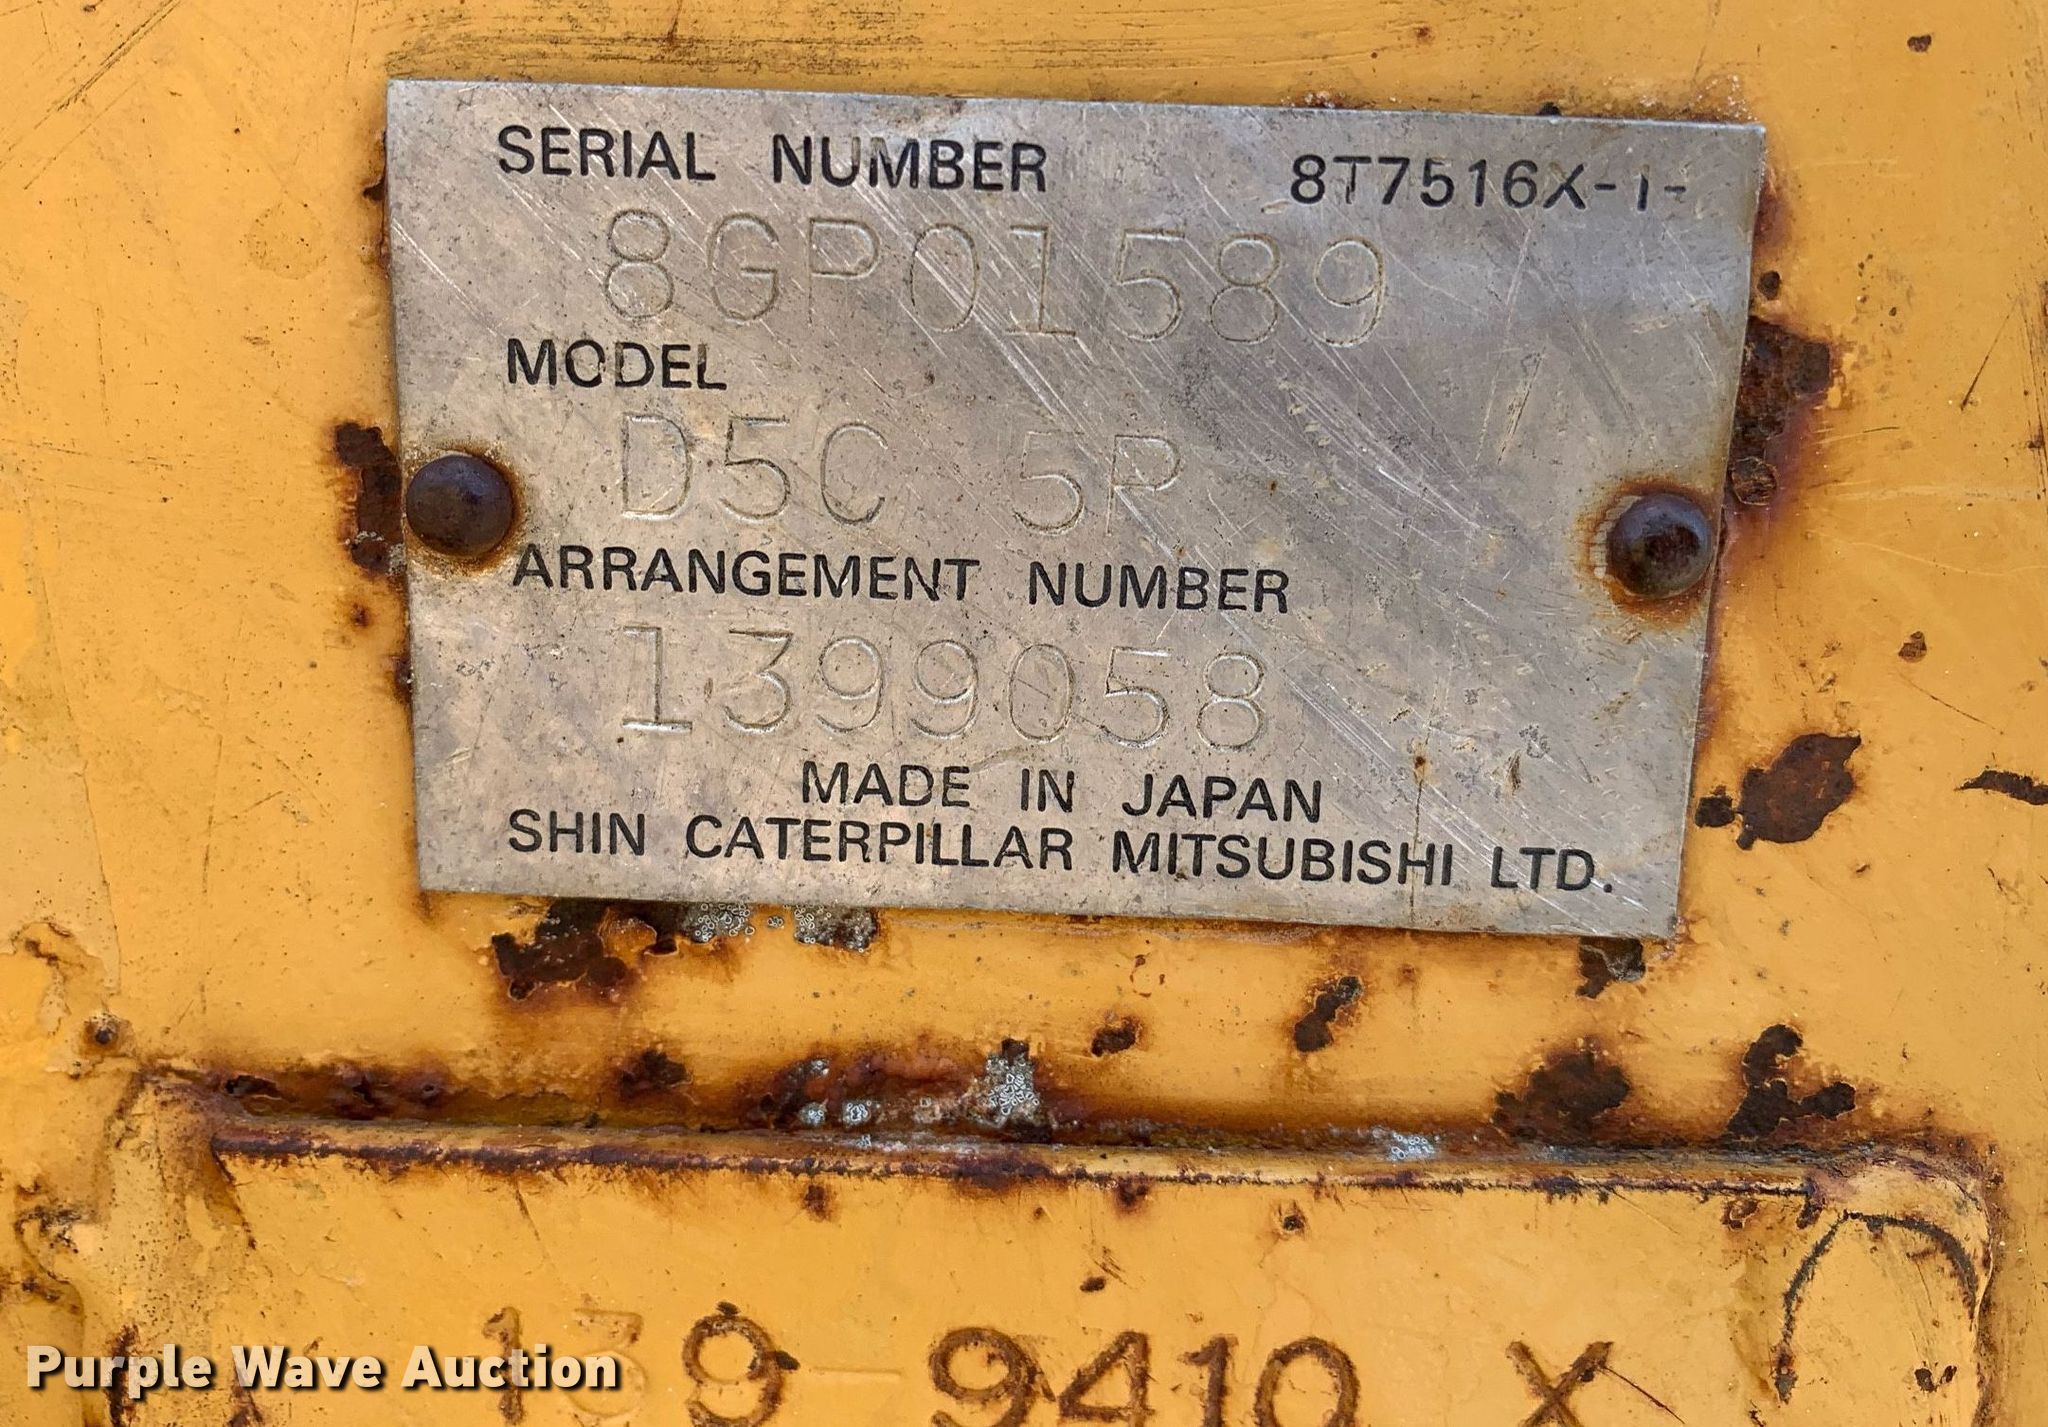 SERIAL NUMBER 8T7516X-1-
8GP01589
MODEL
D5C 5P
ARRANGEMENT NUMBER
1399058
MADE IN JAPAN
SHIN CATERPILLAR MITSUBISHI LTD.
139-9410 X
Purple Wave Auction